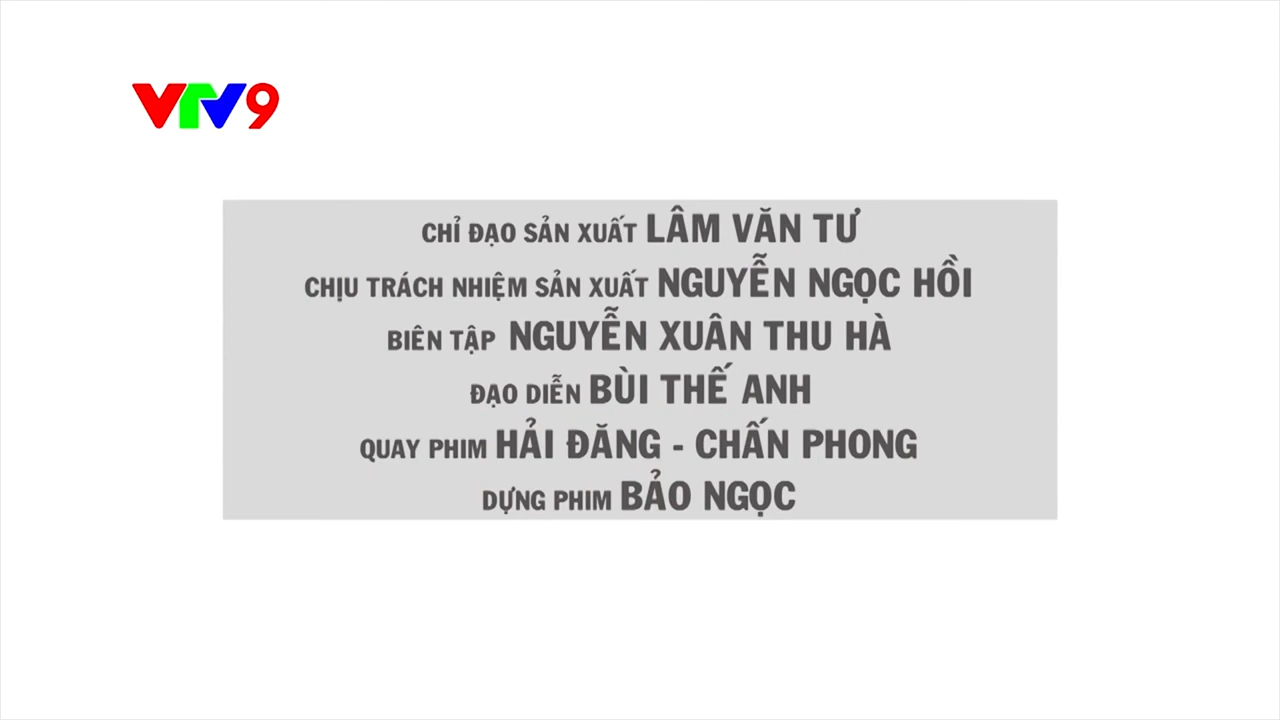 VTV9
CHỈ ĐẠO SẢN XUẤT LÂM VĂN TƯ
CHỊU TRÁCH NHIỆM SẢN XUẤT NGUYỄN NGỌC HỒI
BIÊN TẬP NGUYỄN XUÂN THU HÀ
ĐẠO DIỄN BÙI THẾ ANH
QUAY PHIM HẢI ĐĂNG - CHẤN PHONG
DỰNG PHIM BẢO NGỌC